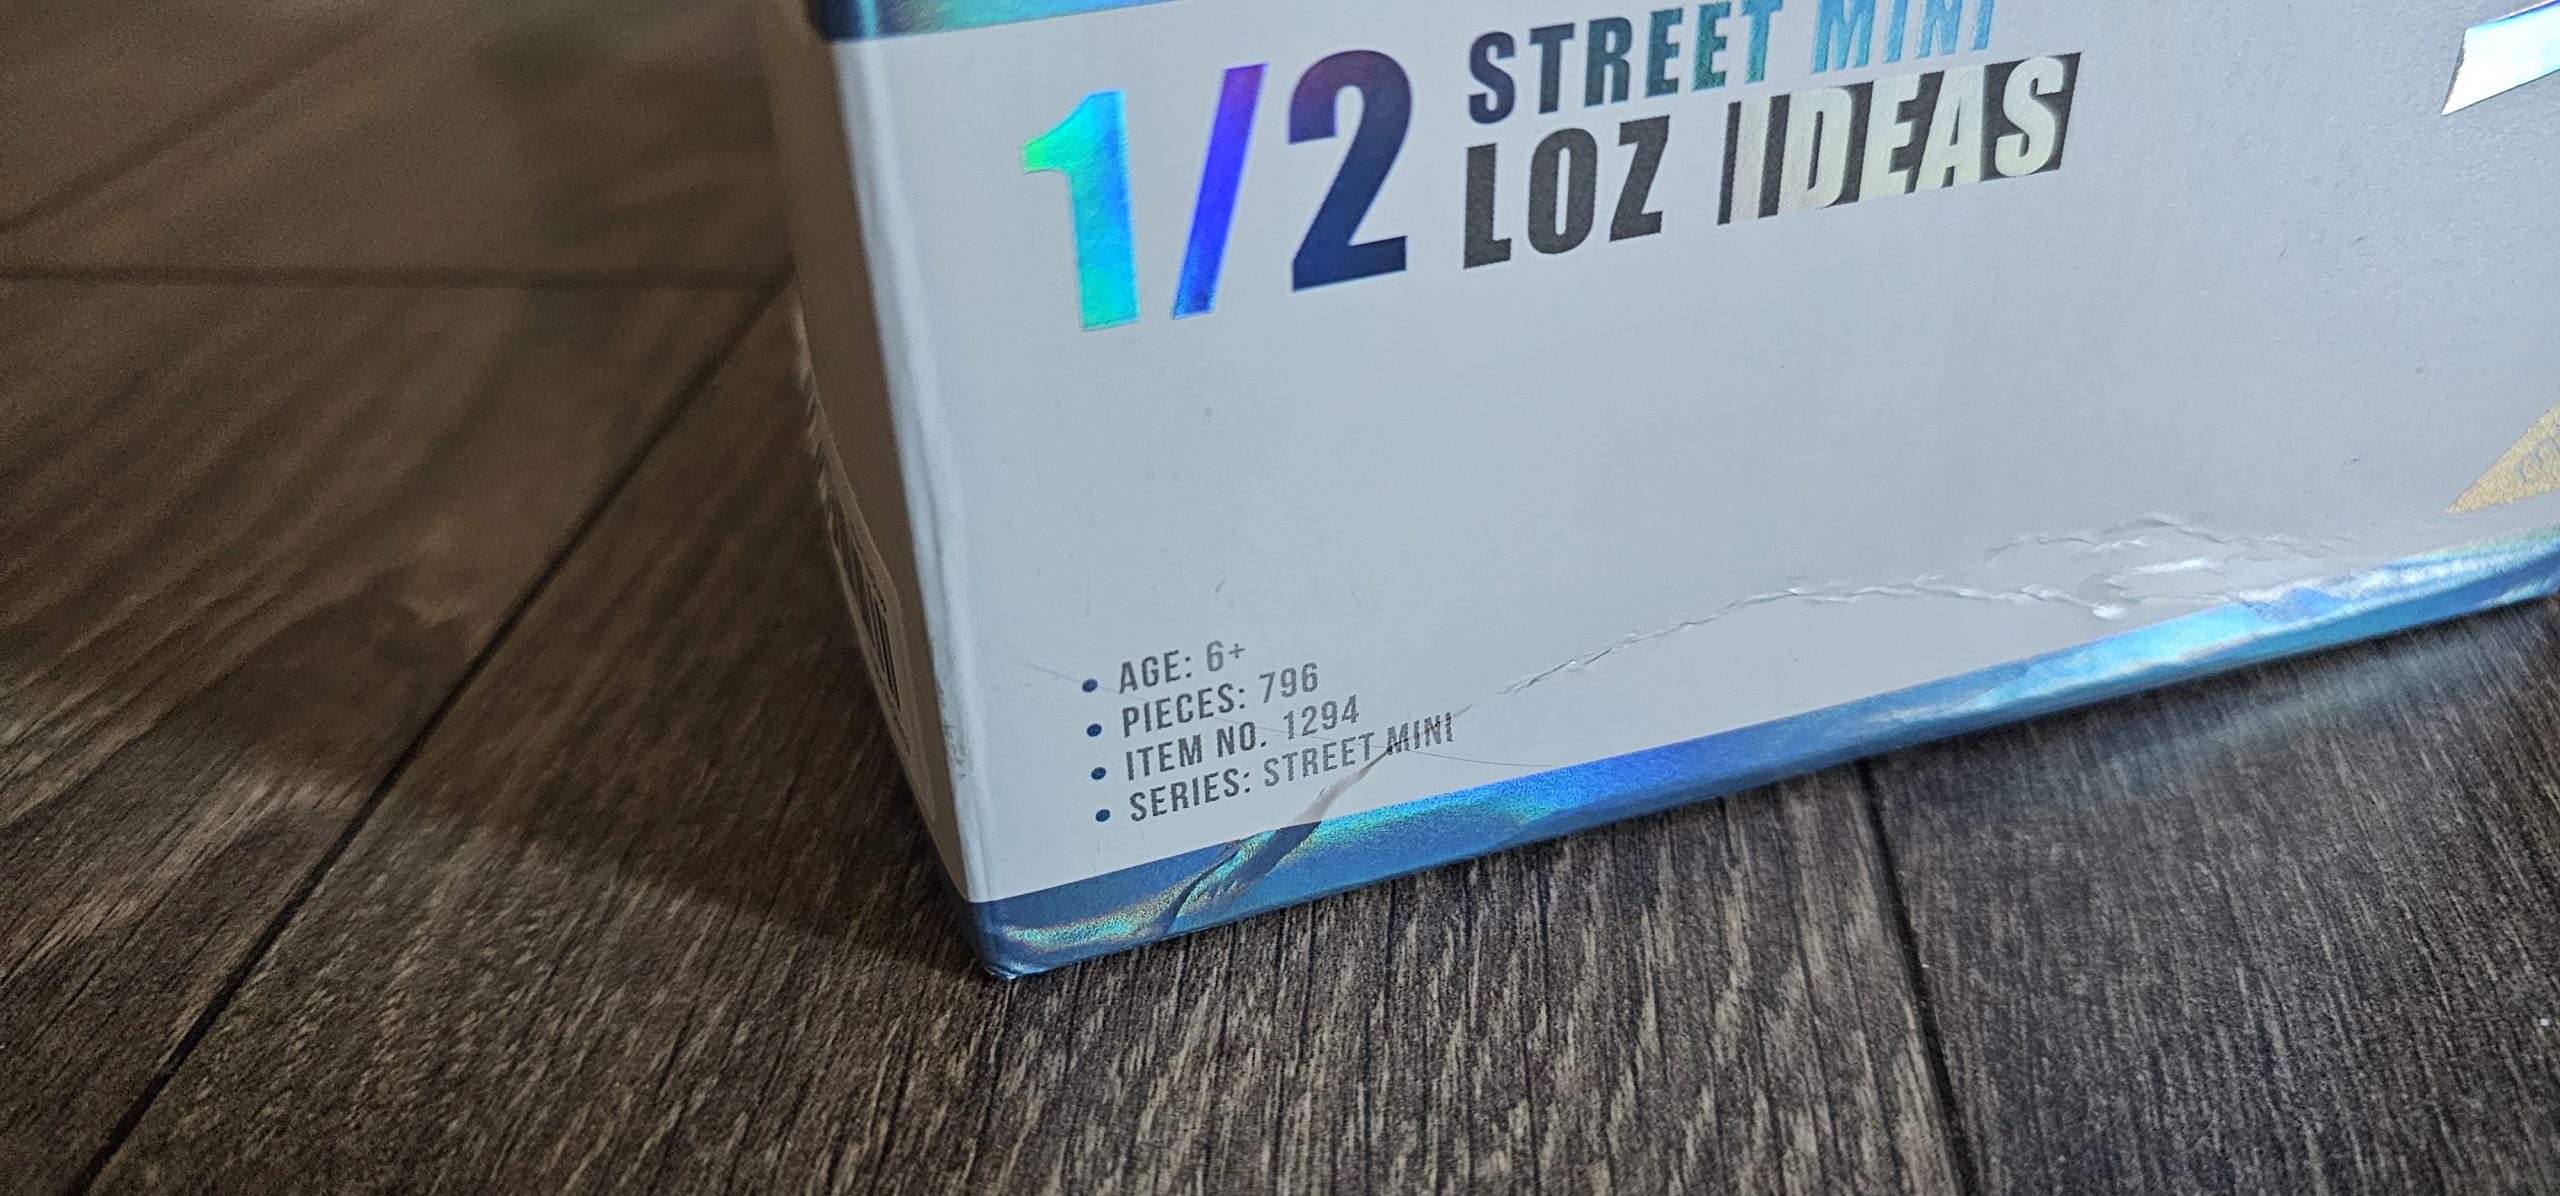 1/2
STREET MINI
LOZ IDEAS
• AGE: 6+
• PIECES: 796
• ITEM NO. 1294
• SERIES: STREET MINI